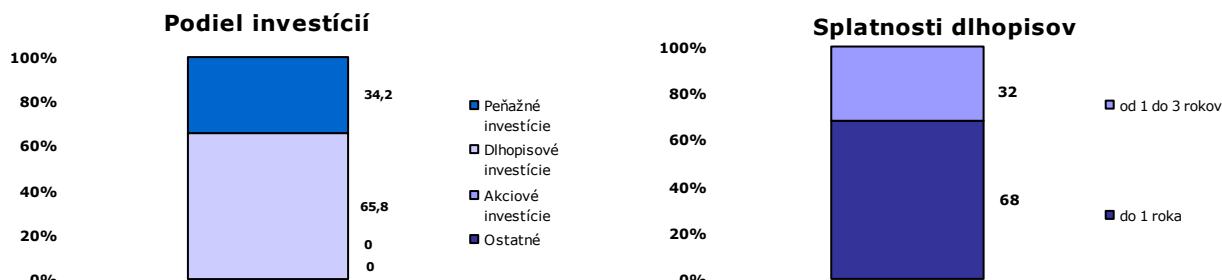 Podiel investícií
100%
80%
60%
40%
20%
0%
34,2
65,8
0
0
Peňažné
investície
Dlhopisové
investície
Akciové
investície
Ostatné
Splatnosti dlhopisov
100%
80%
60%
40%
20%
0%
32
68
od 1 do 3 rokov
do 1 roka